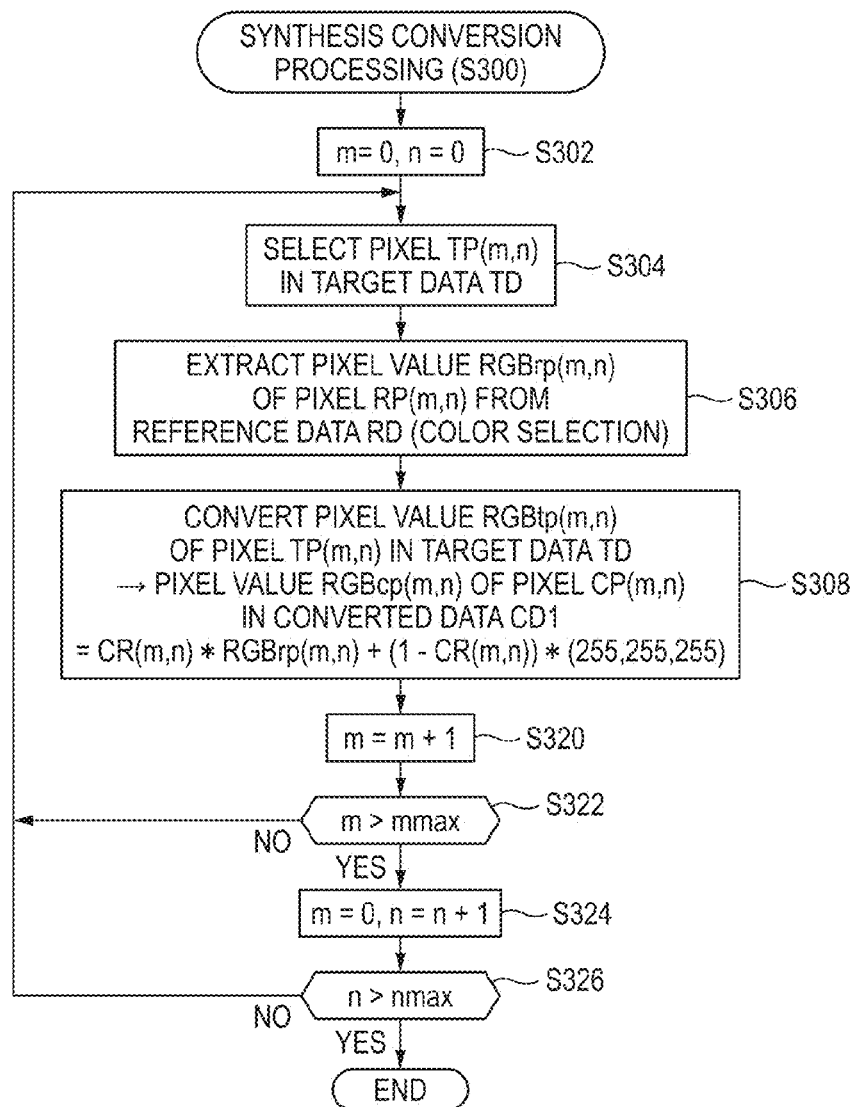 SYNTHESIS CONVERSION
PROCESSING (S300)
m= 0, n = 0
S302
SELECT PIXEL TP(m,n)
IN TARGET DATA TD
S304
EXTRACT PIXEL VALUE RGBrp(m,n)
OF PIXEL RP(m,n) FROM
REFERENCE DATA RD (COLOR SELECTION)
S306
CONVERT PIXEL VALUE RGBtp(m,n)
OF PIXEL TP(m,n) IN TARGET DATA TD
→ PIXEL VALUE RGBcp(m,n) OF PIXEL CP(m,n)
IN CONVERTED DATA CD1
= CR(m,n) * RGBrp(m,n) + (1 - CR(m,n)) * (255,255,255)
S308
m = m + 1
S320
m > mmax
S322
NO
YES
m = 0, n = n + 1
S324
n > nmax
S326
NO
YES
END